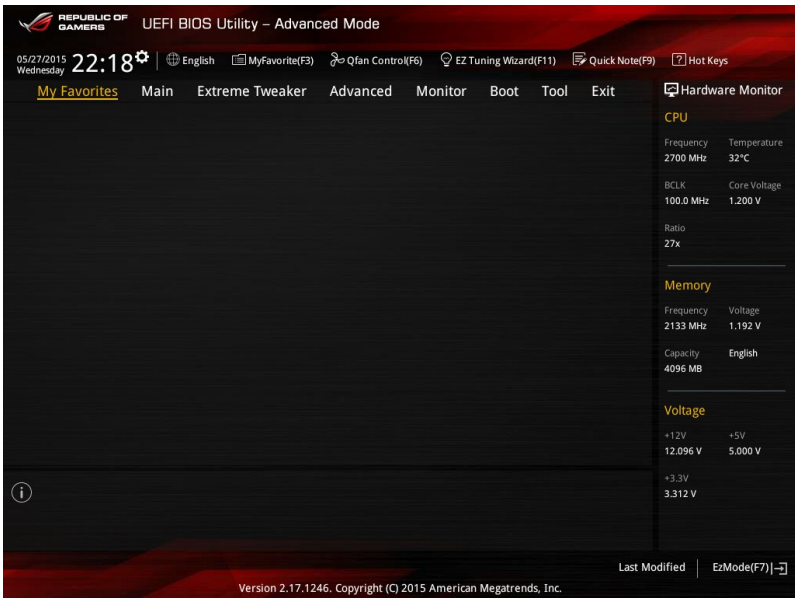 REPUBLIC OF
GAMERS
UEFI BIOS Utility – Advanced Mode
05/27/2015
Wednesday
22:18
English
MyFavorite(F3)
Qfan Control(F6)
EZ Tuning Wizard(F11)
Quick Note(F9)
? Hot Keys
My Favorites
Main
Extreme Tweaker
Advanced
Monitor
Boot
Tool
Exit
Hardware Monitor
CPU
Frequency Temperature
2700 MHz 32°C
BCLK Core Voltage
100.0 MHz 1.200 V
Ratio
27x
Memory
Frequency Voltage
2133 MHz 1.192 V
Capacity English
4096 MB
Voltage
+12V +5V
12.096 V 5.000 V
+3.3V
3.312 V
i
Last Modified
EzMode(F7)
Version 2.17.1246. Copyright (C) 2015 American Megatrends, Inc.